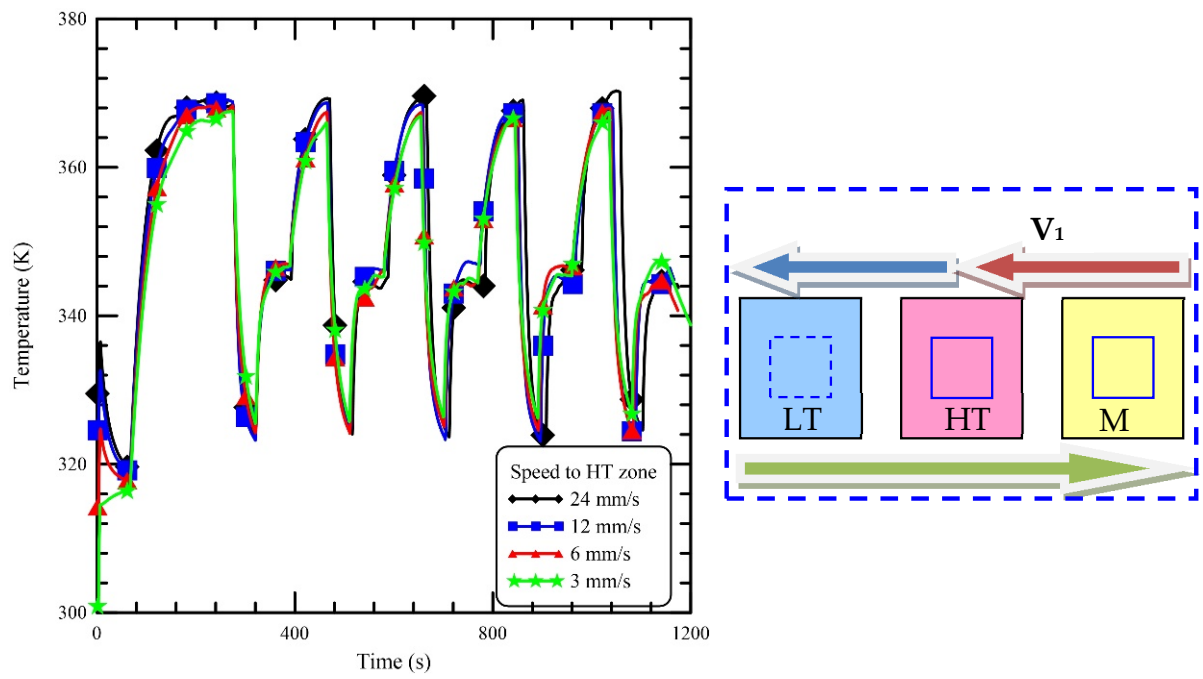 380
360
340
320
300
Temperature (K)
0
400
800
1200
Time (s)
Speed to HT zone
24 mm/s
12 mm/s
6 mm/s
3 mm/s
V₁
LT
HT
M